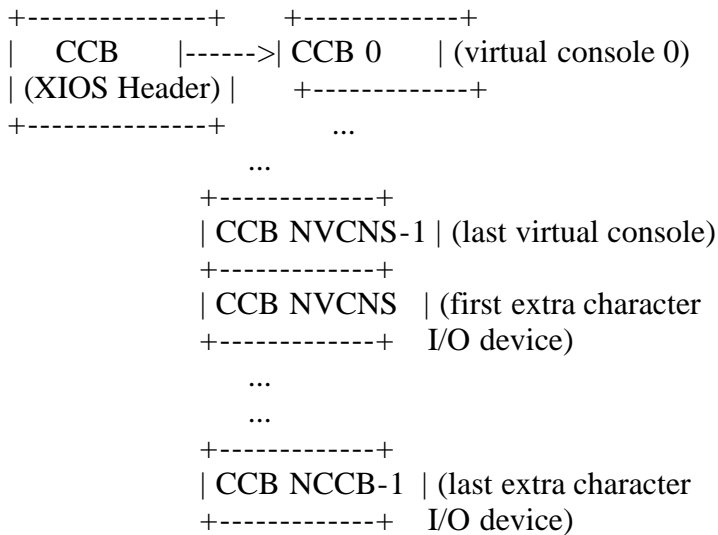 +---------------+ +-------------+
| CCB |------>| CCB 0 | (virtual console 0)
| (XIOS Header) | +-------------+
+---------------+ ...
...
+-------------+
| CCB NVCNS-1 | (last virtual console)
+-------------+
| CCB NVCNS | (first extra character
+-------------+ I/O device)
...
...
+-------------+
| CCB NCCB-1 | (last extra character
+-------------+ I/O device)